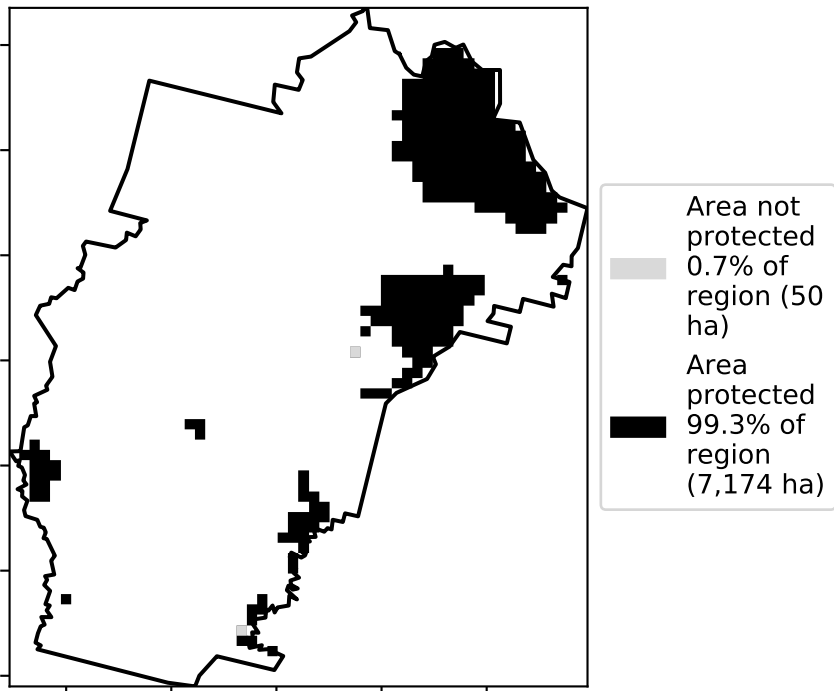 Area not
protected
0.7% of
region (50
ha)
Area
protected
99.3% of
region
(7,174 ha)